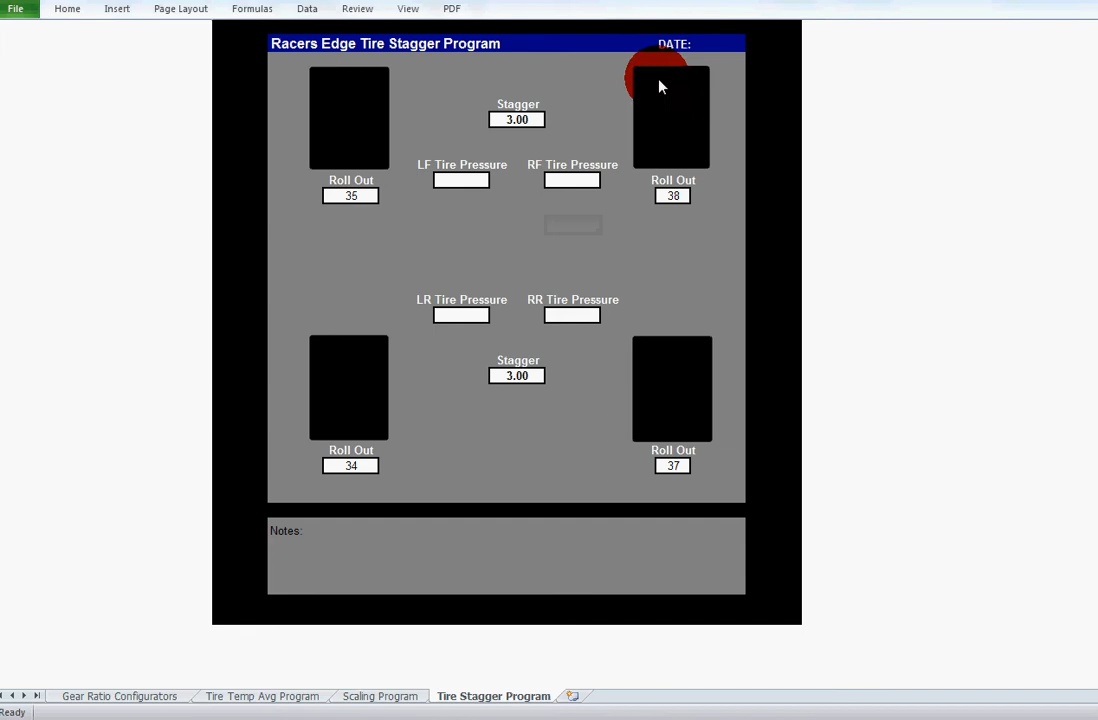 File Home Insert Page Layout Formulas Data Review View PDF
Racers Edge Tire Stagger Program DATE:
Stagger
3.00
LF Tire Pressure RF Tire Pressure
Roll Out Roll Out
35 38
LR Tire Pressure RR Tire Pressure
Stagger
3.00
Roll Out Roll Out
34 37
Notes:
Gear Ratio Configurators Tire Temp Avg Program Scaling Program Tire Stagger Program
Ready